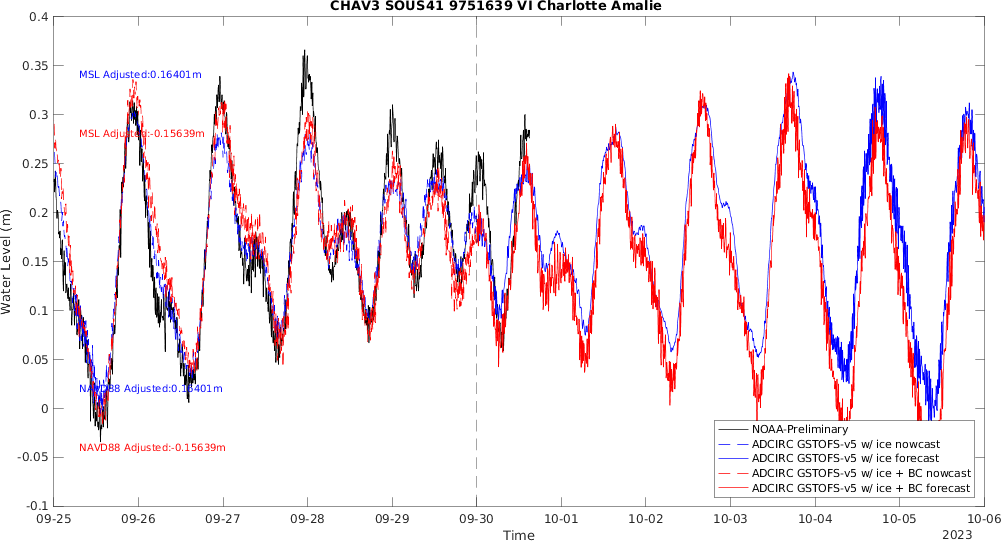 CHAV3 SOUS41 9751639 VI Charlotte Amalie
0.4
0.35
0.3
0.25
0.2
0.15
0.1
0.05
0
-0.05
-0.1
Water Level (m)
MSL Adjusted:0.16401m
MSL Adjusted:-0.15639m
NAVD88 Adjusted:0.16401m
NAVD88 Adjusted:-0.15639m
NOAA-Preliminary
ADCIRC GSTOFS-v5 w/ ice nowcast
ADCIRC GSTOFS-v5 w/ ice forecast
ADCIRC GSTOFS-v5 w/ ice + BC nowcast
ADCIRC GSTOFS-v5 w/ ice + BC forecast
09-25 09-26 09-27 09-28 09-29 09-30 10-01 10-02 10-03 10-04 10-05 10-06
Time
2023